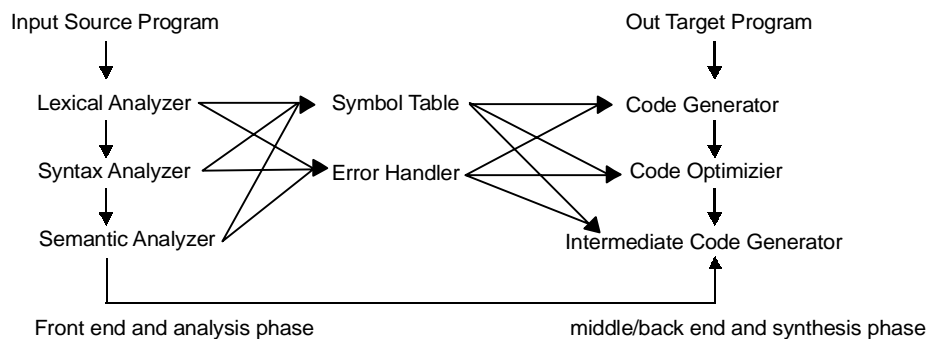 Input Source Program
Out Target Program
Lexical Analyzer
Symbol Table
Code Generator
Syntax Analyzer
Error Handler
Code Optimizier
Semantic Analyzer
Intermediate Code Generator
Front end and analysis phase
middle/back end and synthesis phase